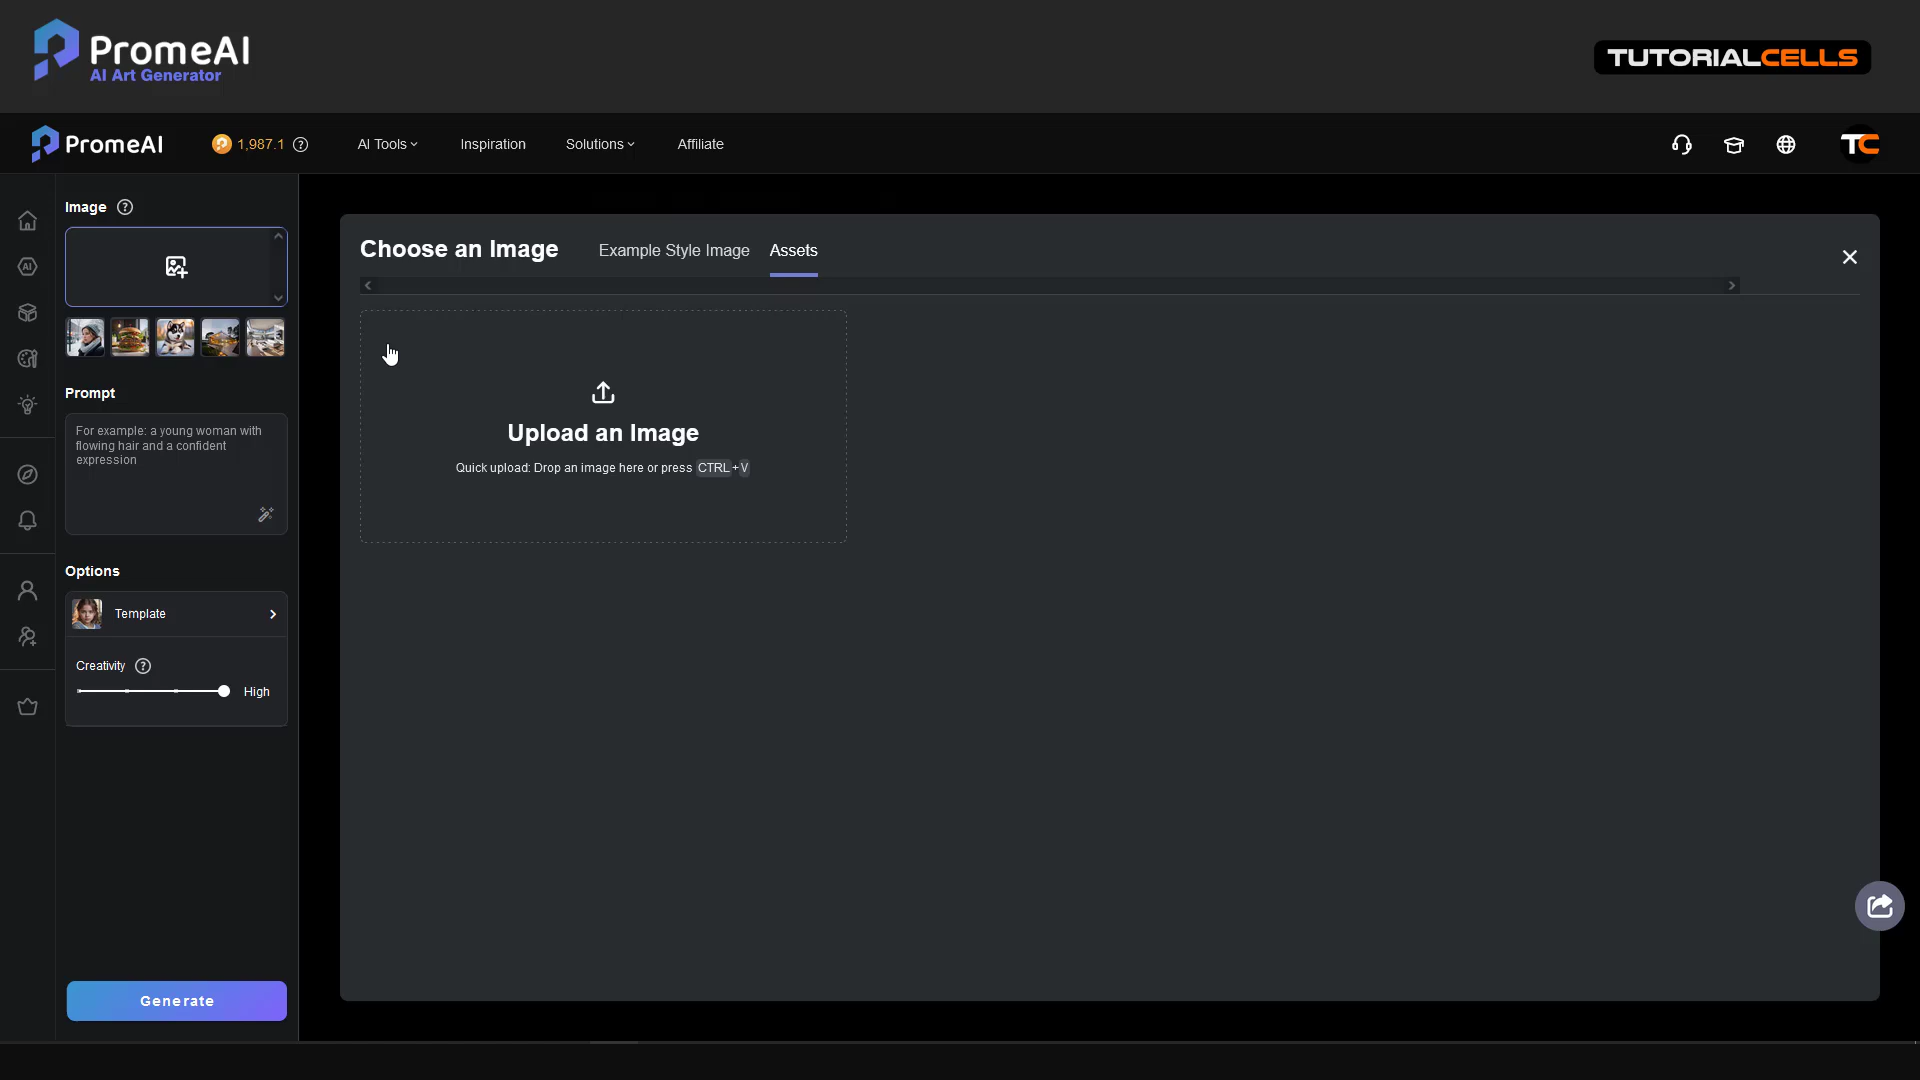 PromeAI
AI Art Generator
TUTORIALCELLS
PromeAI
1,987.1
AI Tools
Inspiration
Solutions
Affiliate
TC
Image
Choose an Image
Example Style Image
Assets
Upload an Image
Quick upload: Drop an image here or press CTRL + V
Prompt
For example: a young woman with
flowing hair and a confident
expression
Options
Template
Creativity
High
Generate